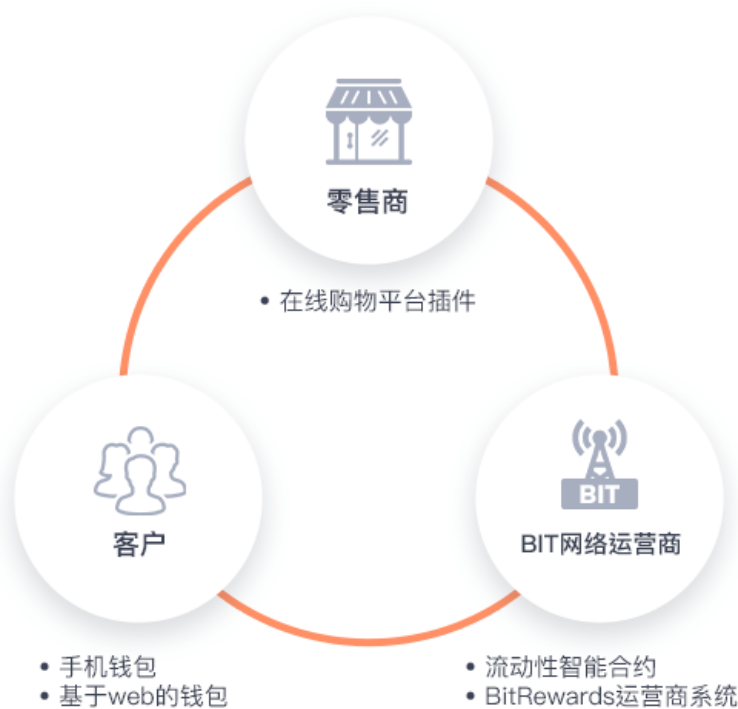 零售商
• 在线购物平台插件
客户
• 手机钱包
• 基于web的钱包
BIT
BIT网络运营商
• 流动性智能合约
• BitRewards运营商系统